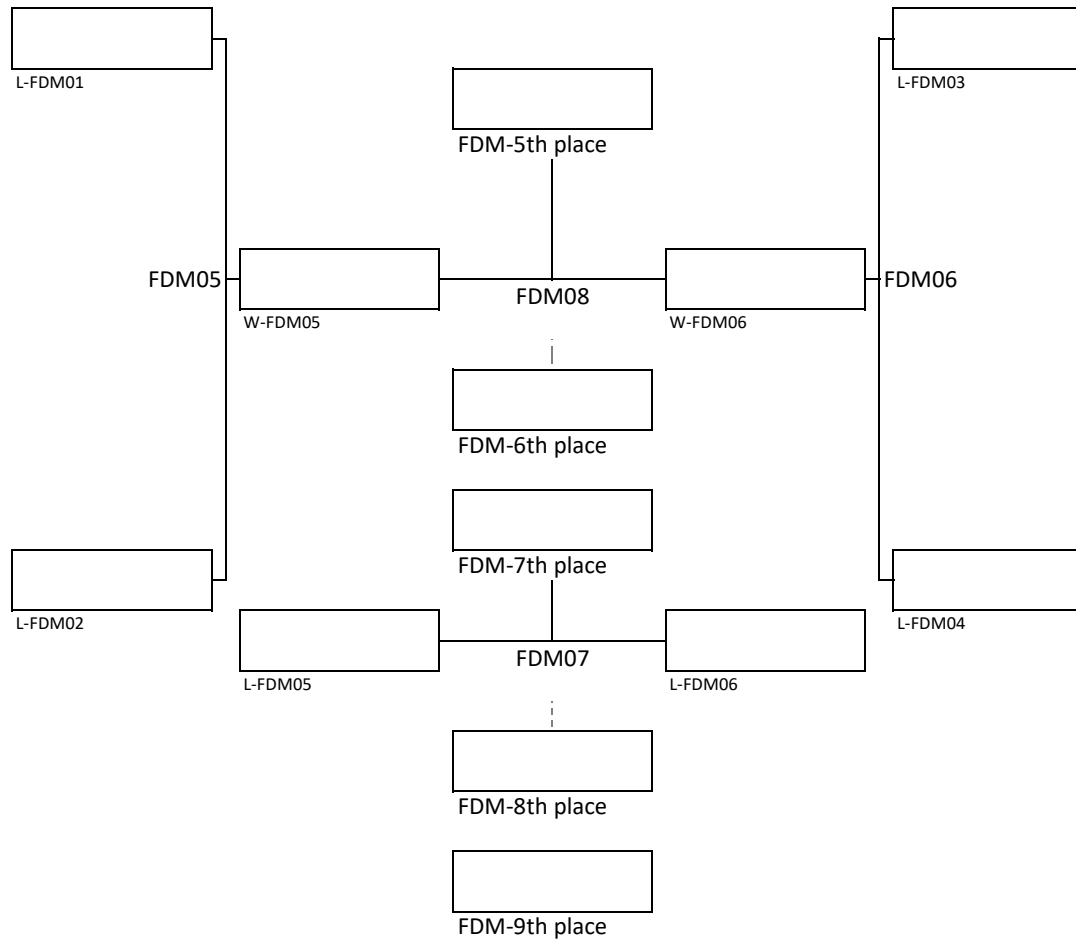 L-FDM01
L-FDM03
FDM-5th place
FDM05
FDM08
FDM06
W-FDM05
W-FDM06
FDM-6th place
FDM-7th place
L-FDM02
L-FDM04
FDM07
L-FDM05
L-FDM06
FDM-8th place
FDM-9th place